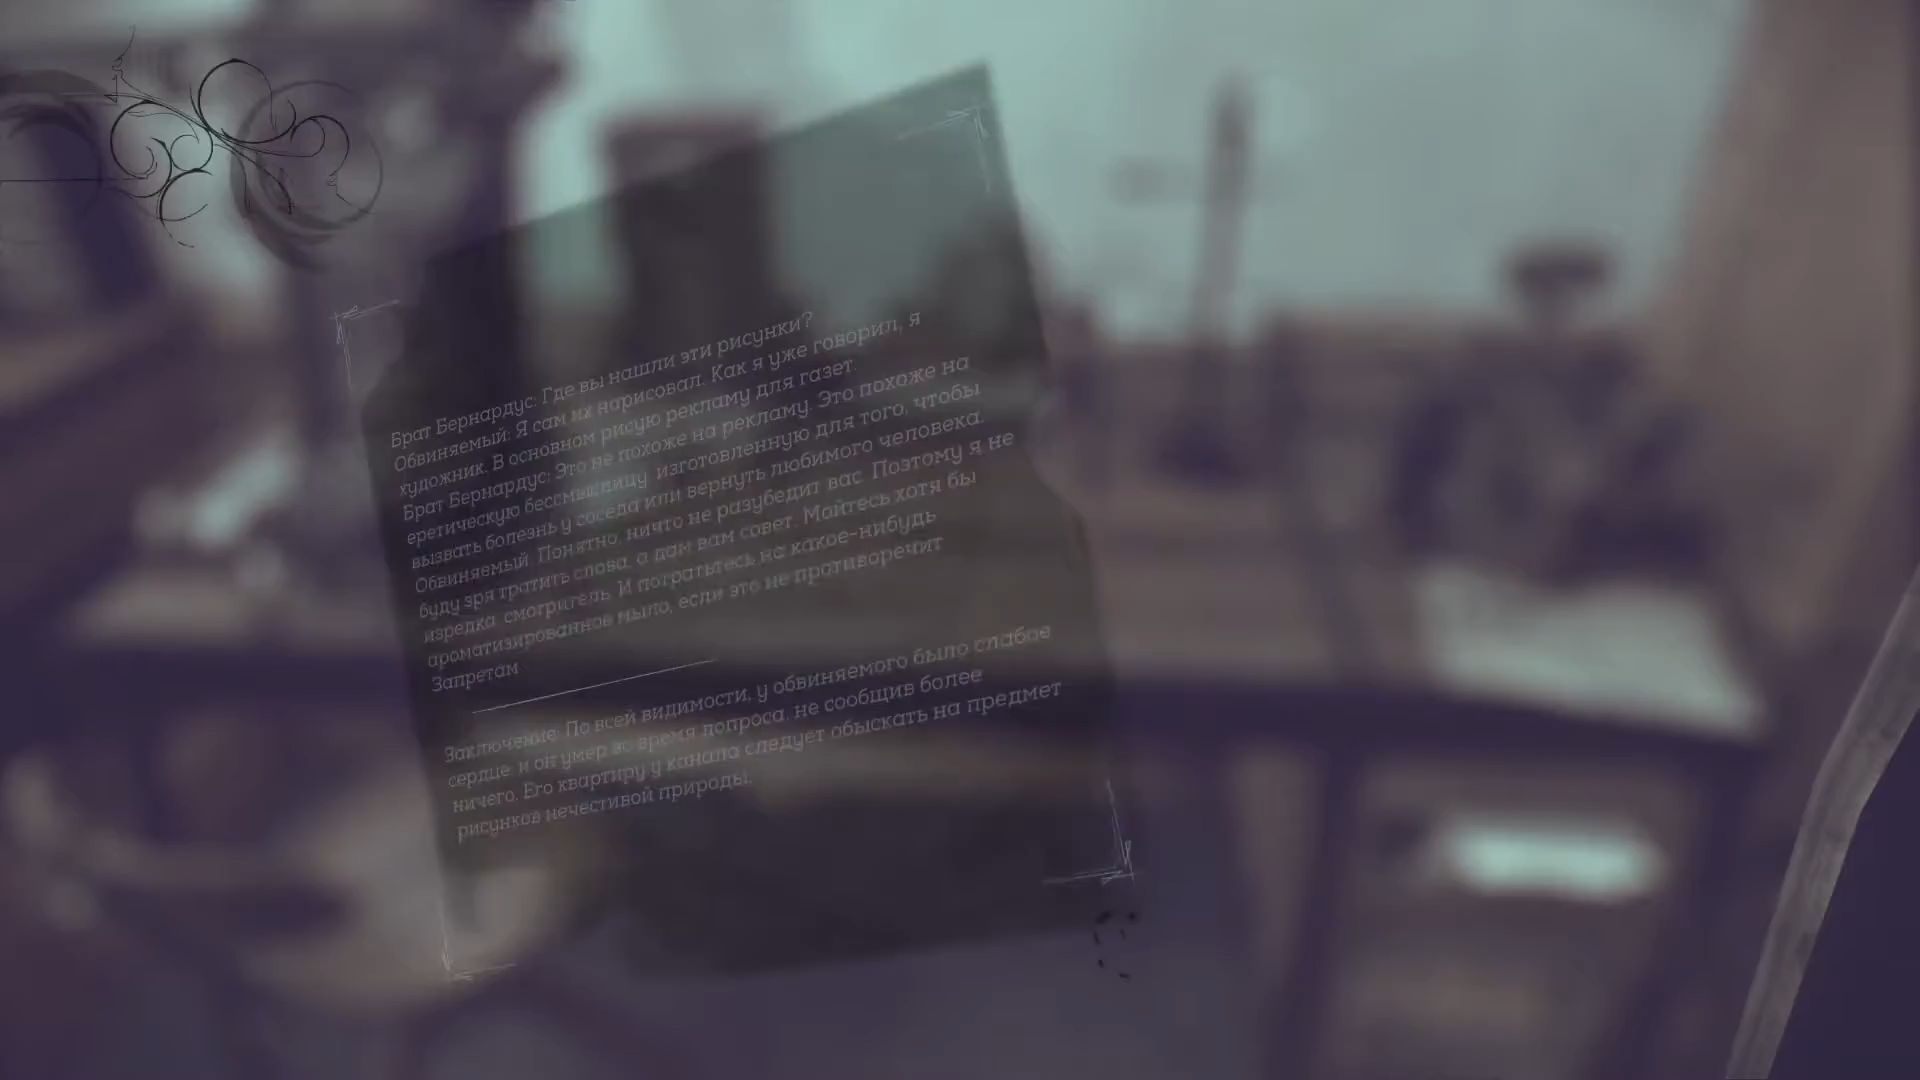 Брат Бернардус: Где вы нашли эти рисунки?
Обвиняемый: Я сам их нарисовал. Как я уже говорил, я
художник. В основном рисую рекламу для газет.
Брат Бернардус: Это не похоже на рекламу. Это похоже на
еретическую бессмыслицу, изготовленную для того, чтобы
вызвать болезнь у соседа или вернуть любимого человека.
Обвиняемый: Понятно, ничто не разубедит вас. Поэтому я не
буду зря тратить слова, а дам вам совет. Мойтесь хотя бы
изредка, смотритель. И потратьтесь на какое-нибудь
ароматизированное мыло, если это не противоречит
Запретам
Заключение: По всей видимости, у обвиняемого было слабое
сердце, и он умер во время допроса, не сообщив более
ничего. Его квартиру у канала следует обыскать на предмет
рисунков нечестивой природы.